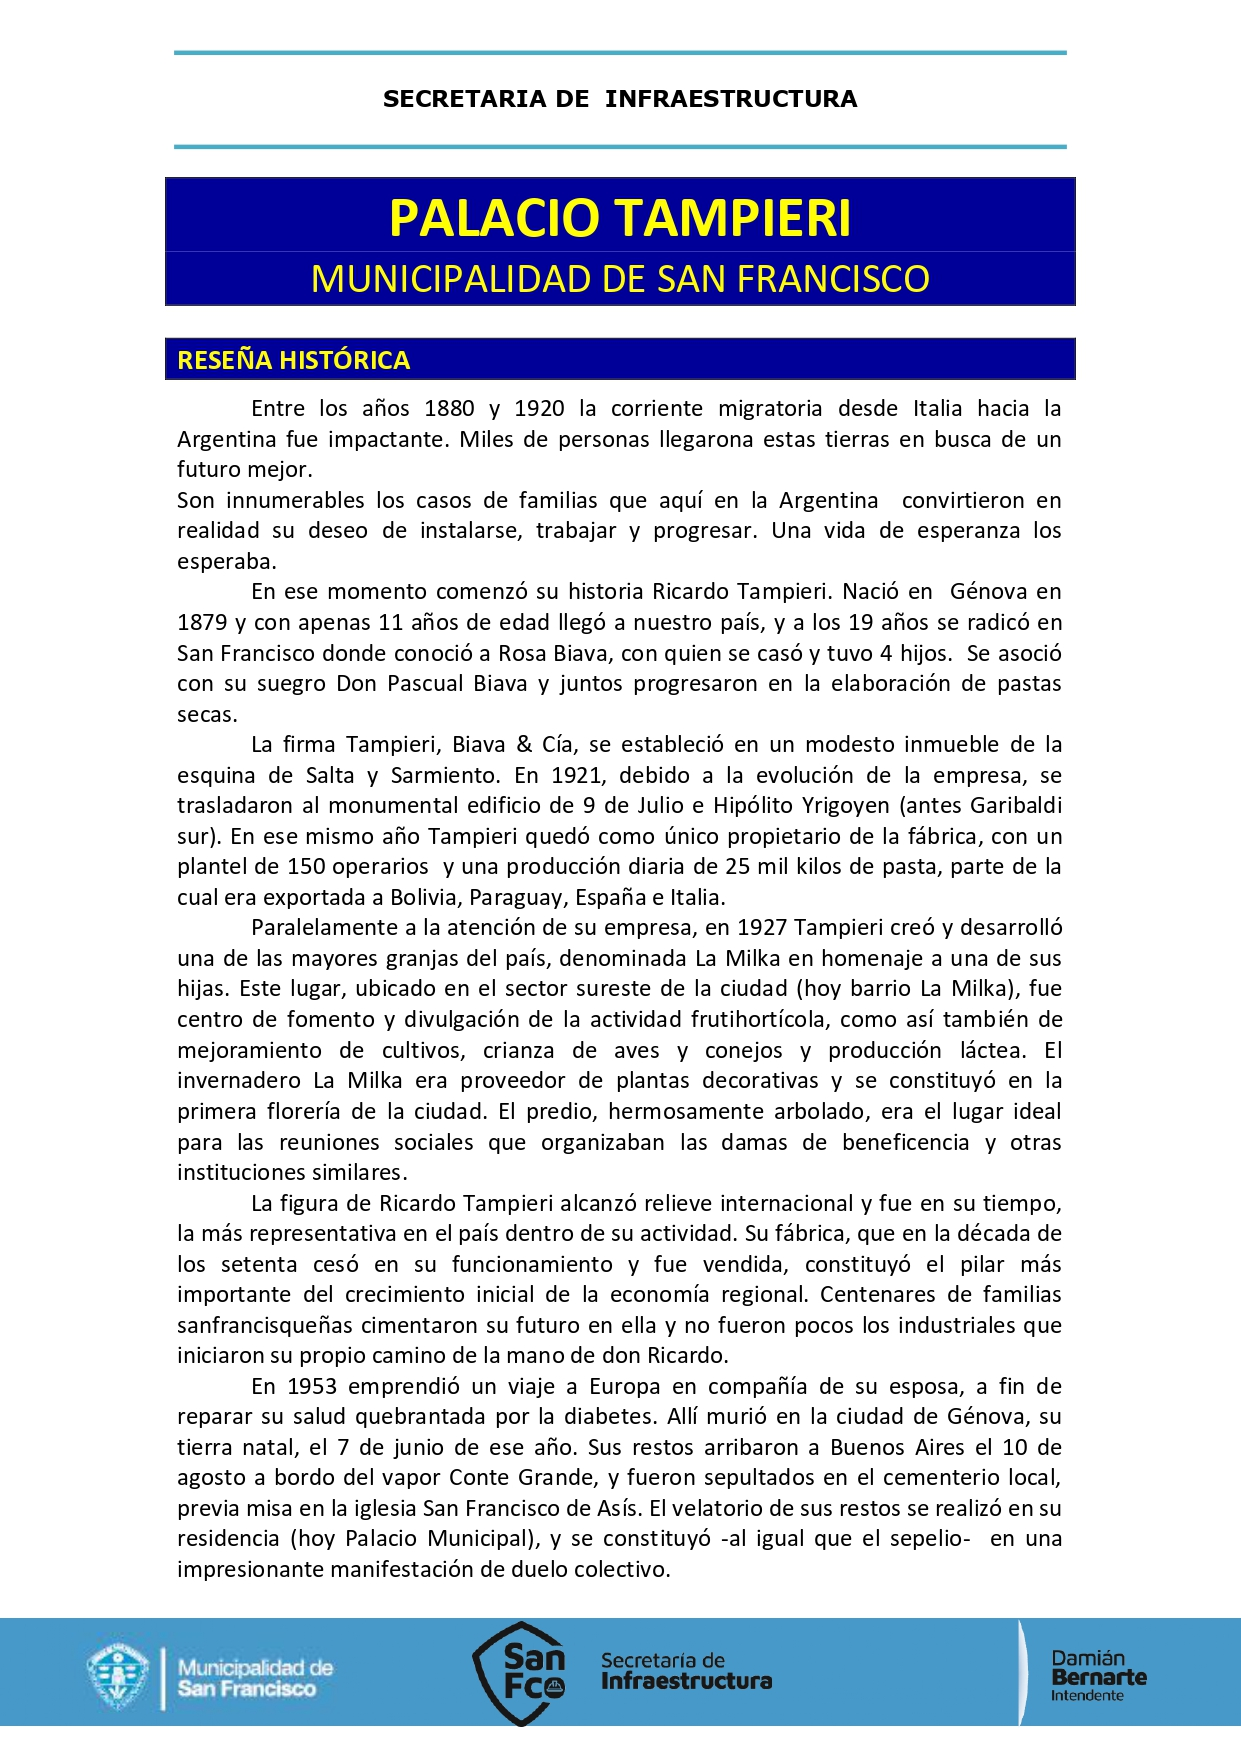 SECRETARIA DE  INFRAESTRUCTURA
PALACIO TAMPIERI
MUNICIPALIDAD DE SAN FRANCISCO
RESEÑA HISTÓRICA
Entre los años 1880 y 1920 la corriente migratoria desde Italia hacia la
Argentina fue impactante. Miles de personas llegarona estas tierras en busca de un
futuro mejor.
Son innumerables los casos de familias que aquí en la Argentina  convirtieron en
realidad su deseo de instalarse, trabajar y progresar. Una vida de esperanza los
esperaba.
En ese momento comenzó su historia Ricardo Tampieri. Nació en  Génova en
1879 y con apenas 11 años de edad llegó a nuestro país, y a los 19 años se radicó en
San Francisco donde conoció a Rosa Biava, con quien se casó y tuvo 4 hijos.  Se asoció
con su suegro Don Pascual Biava y juntos progresaron en la elaboración de pastas
secas.
La firma Tampieri, Biava & Cía, se estableció en un modesto inmueble de la
esquina de Salta y Sarmiento. En 1921, debido a la evolución de la empresa, se
trasladaron al monumental edificio de 9 de Julio e Hipólito Yrigoyen (antes Garibaldi
sur). En ese mismo año Tampieri quedó como único propietario de la fábrica, con un
plantel de 150 operarios  y una producción diaria de 25 mil kilos de pasta, parte de la
cual era exportada a Bolivia, Paraguay, España e Italia.
Paralelamente a la atención de su empresa, en 1927 Tampieri creó y desarrolló
una de las mayores granjas del país, denominada La Milka en homenaje a una de sus
hijas. Este lugar, ubicado en el sector sureste de la ciudad (hoy barrio La Milka), fue
centro de fomento y divulgación de la actividad frutihortícola, como así también de
mejoramiento de cultivos, crianza de aves y conejos y producción láctea. El
invernadero La Milka era proveedor de plantas decorativas y se constituyó en la
primera florería de la ciudad. El predio, hermosamente arbolado, era el lugar ideal
para las reuniones sociales que organizaban las damas de beneficencia y otras
instituciones similares.
La figura de Ricardo Tampieri alcanzó relieve internacional y fue en su tiempo,
la más representativa en el país dentro de su actividad. Su fábrica, que en la década de
los setenta cesó en su funcionamiento y fue vendida, constituyó el pilar más
importante del crecimiento inicial de la economía regional. Centenares de familias
sanfrancisqueñas cimentaron su futuro en ella y no fueron pocos los industriales que
iniciaron su propio camino de la mano de don Ricardo.
En 1953 emprendió un viaje a Europa en compañía de su esposa, a fin de
reparar su salud quebrantada por la diabetes. Allí murió en la ciudad de Génova, su
tierra natal, el 7 de junio de ese año. Sus restos arribaron a Buenos Aires el 10 de
agosto a bordo del vapor Conte Grande, y fueron sepultados en el cementerio local,
previa misa en la iglesia San Francisco de Asís. El velatorio de sus restos se realizó en su
residencia (hoy Palacio Municipal), y se constituyó -al igual que el sepelio-  en una
impresionante manifestación de duelo colectivo.
Municipalidad de
San Francisco
San
Fco
Secretaría de
Infraestructura
Damián
Bernarte
Intendente